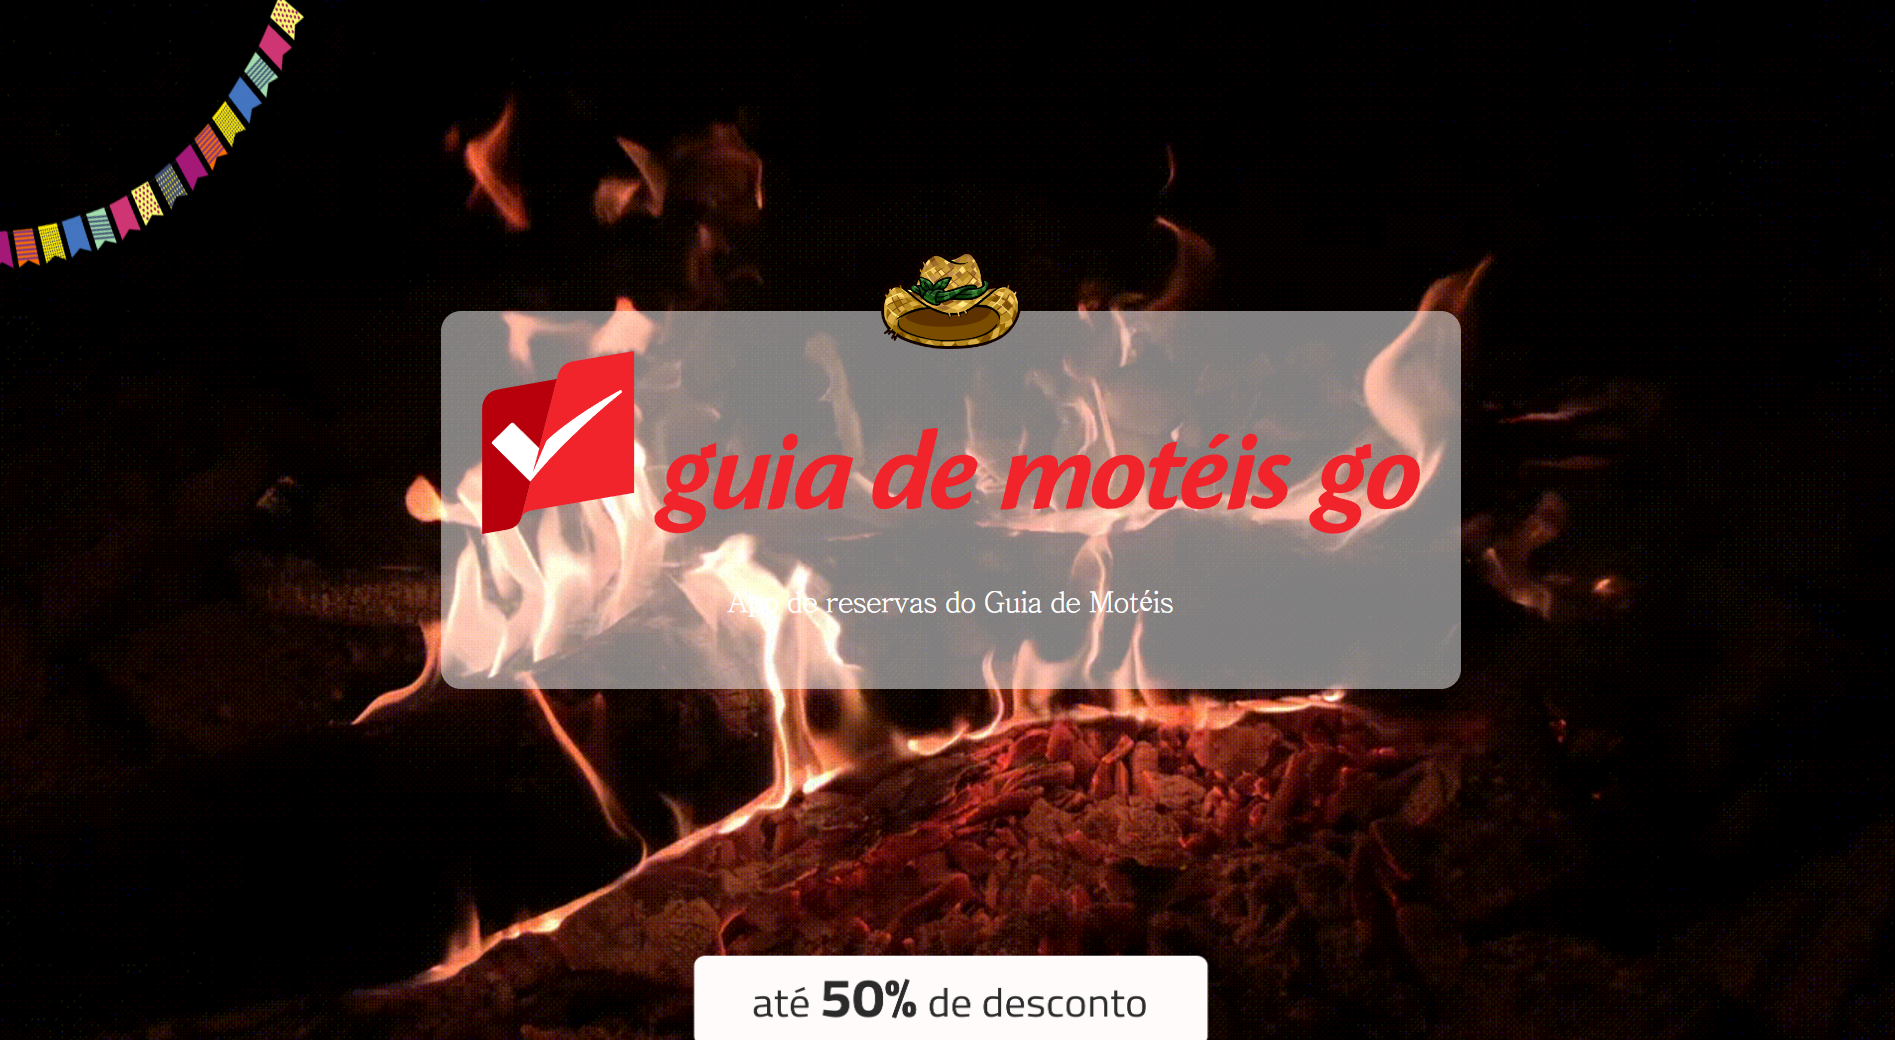 guia de motéis go
App de reservas do Guia de Motéis
até 50% de desconto